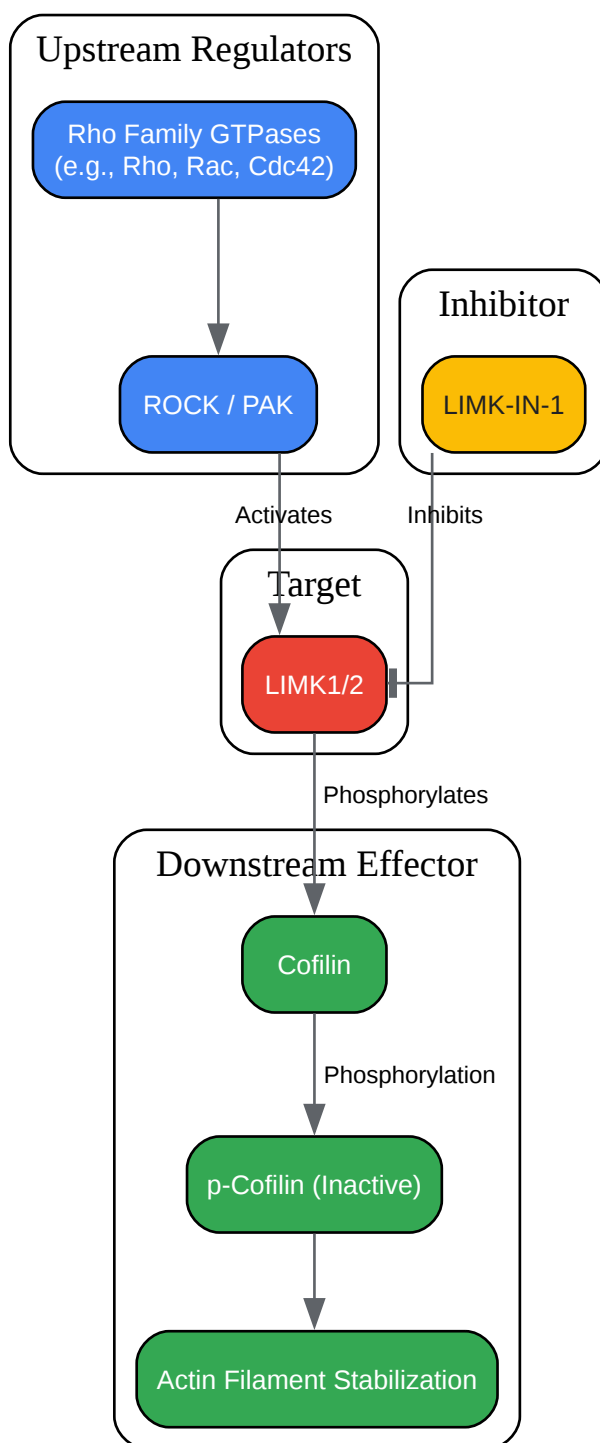 Upstream Regulators
Rho Family GTPases
(e.g., Rho, Rac, Cdc42)
Inhibitor
ROCK / PAK
LIMK-IN-1
Activates
Inhibits
Target
LIMK1/2
Phosphorylates
Downstream Effector
Cofilin
Phosphorylation
p-Cofilin (Inactive)
Actin Filament Stabilization